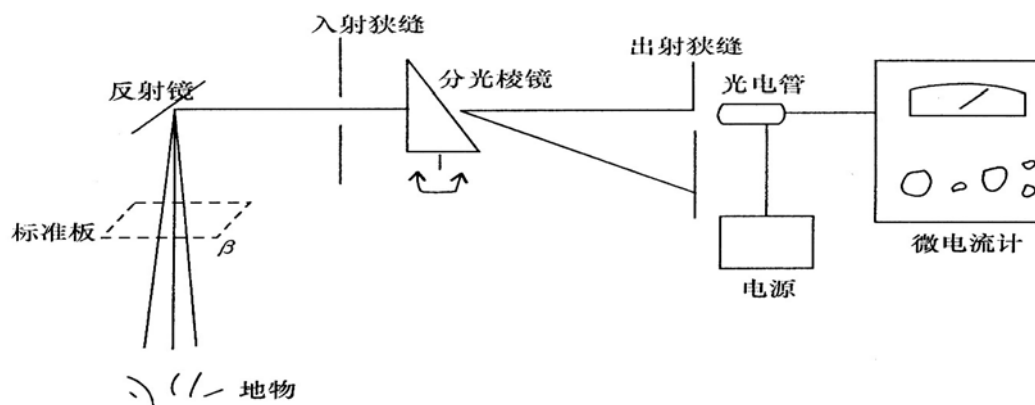 入射狭缝
出射狭缝
反射镜
分光棱镜
光电管
标准板
β
微电流计
电源
地物